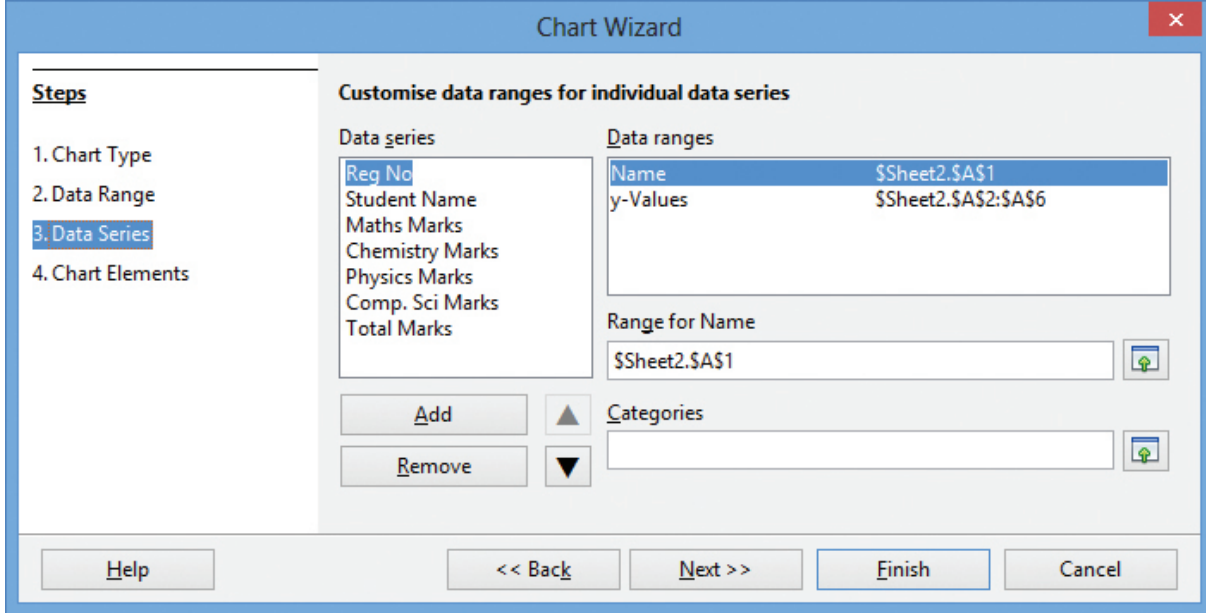 Chart Wizard
Steps
1. Chart Type
2. Data Range
3. Data Series
4. Chart Elements
Customise data ranges for individual data series
Data series
Reg No
Student Name
Maths Marks
Chemistry Marks
Physics Marks
Comp. Sci Marks
Total Marks
Add
Remove
Data ranges
Name $Sheet2.$A$1
y-Values $Sheet2.$A$2:$A$6
Range for Name
$Sheet2.$A$1
Categories
Help
<< Back
Next >>
Finish
Cancel